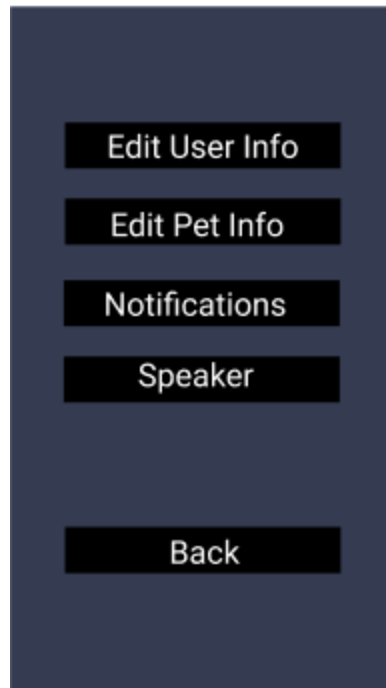 Edit User Info
Edit Pet Info
Notifications
Speaker
Back